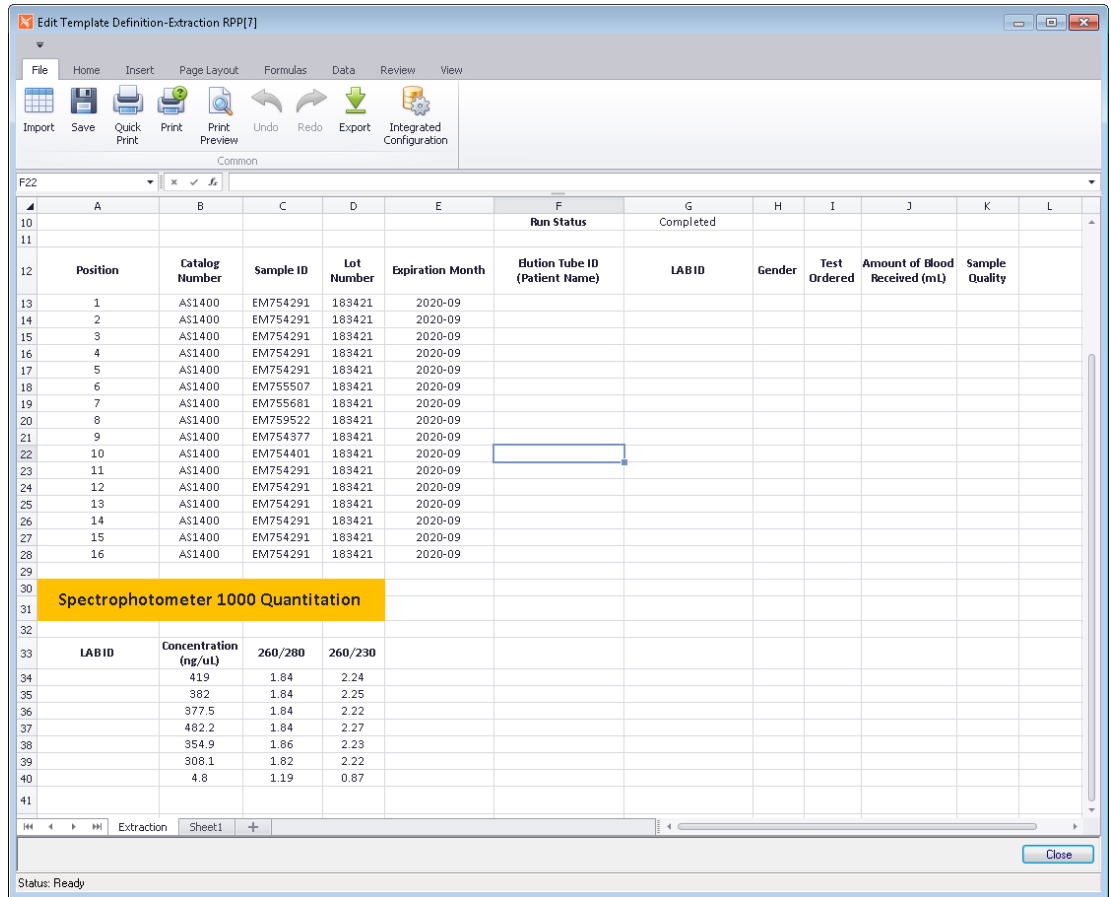 Edit Template Definition-Extraction RPP[7]
File Home Insert Page Layout Formulas Data Review View
Import Save Quick Print Print Print Preview Undo Redo Export Integrated Configuration
Common
F22 fx
A B C D E F G H I J K L
10 Run Status Completed
11
12 Position Catalog Number Sample ID Lot Number Expiration Month Elution Tube ID (Patient Name) LAB ID Gender Test Ordered Amount of Blood Received (mL) Sample Quality
13 1 AS1400 EM754291 183421 2020-09
14 2 AS1400 EM754291 183421 2020-09
15 3 AS1400 EM754291 183421 2020-09
16 4 AS1400 EM754291 183421 2020-09
17 5 AS1400 EM754291 183421 2020-09
18 6 AS1400 EM755507 183421 2020-09
19 7 AS1400 EM755681 183421 2020-09
20 8 AS1400 EM759522 183421 2020-09
21 9 AS1400 EM754377 183421 2020-09
22 10 AS1400 EM754401 183421 2020-09
23 11 AS1400 EM754291 183421 2020-09
24 12 AS1400 EM754291 183421 2020-09
25 13 AS1400 EM754291 183421 2020-09
26 14 AS1400 EM754291 183421 2020-09
27 15 AS1400 EM754291 183421 2020-09
28 16 AS1400 EM754291 183421 2020-09
29
30
Spectrophotometer 1000 Quantitation
31
32
33 LAB ID Concentration (ng/uL) 260/280 260/230
34 419 1.84 2.24
35 382 1.84 2.25
36 377.5 1.84 2.22
37 482.2 1.84 2.27
38 354.9 1.86 2.23
39 308.1 1.82 2.22
40 4.8 1.19 0.87
41
Extraction Sheet1 +
Close
Status: Ready